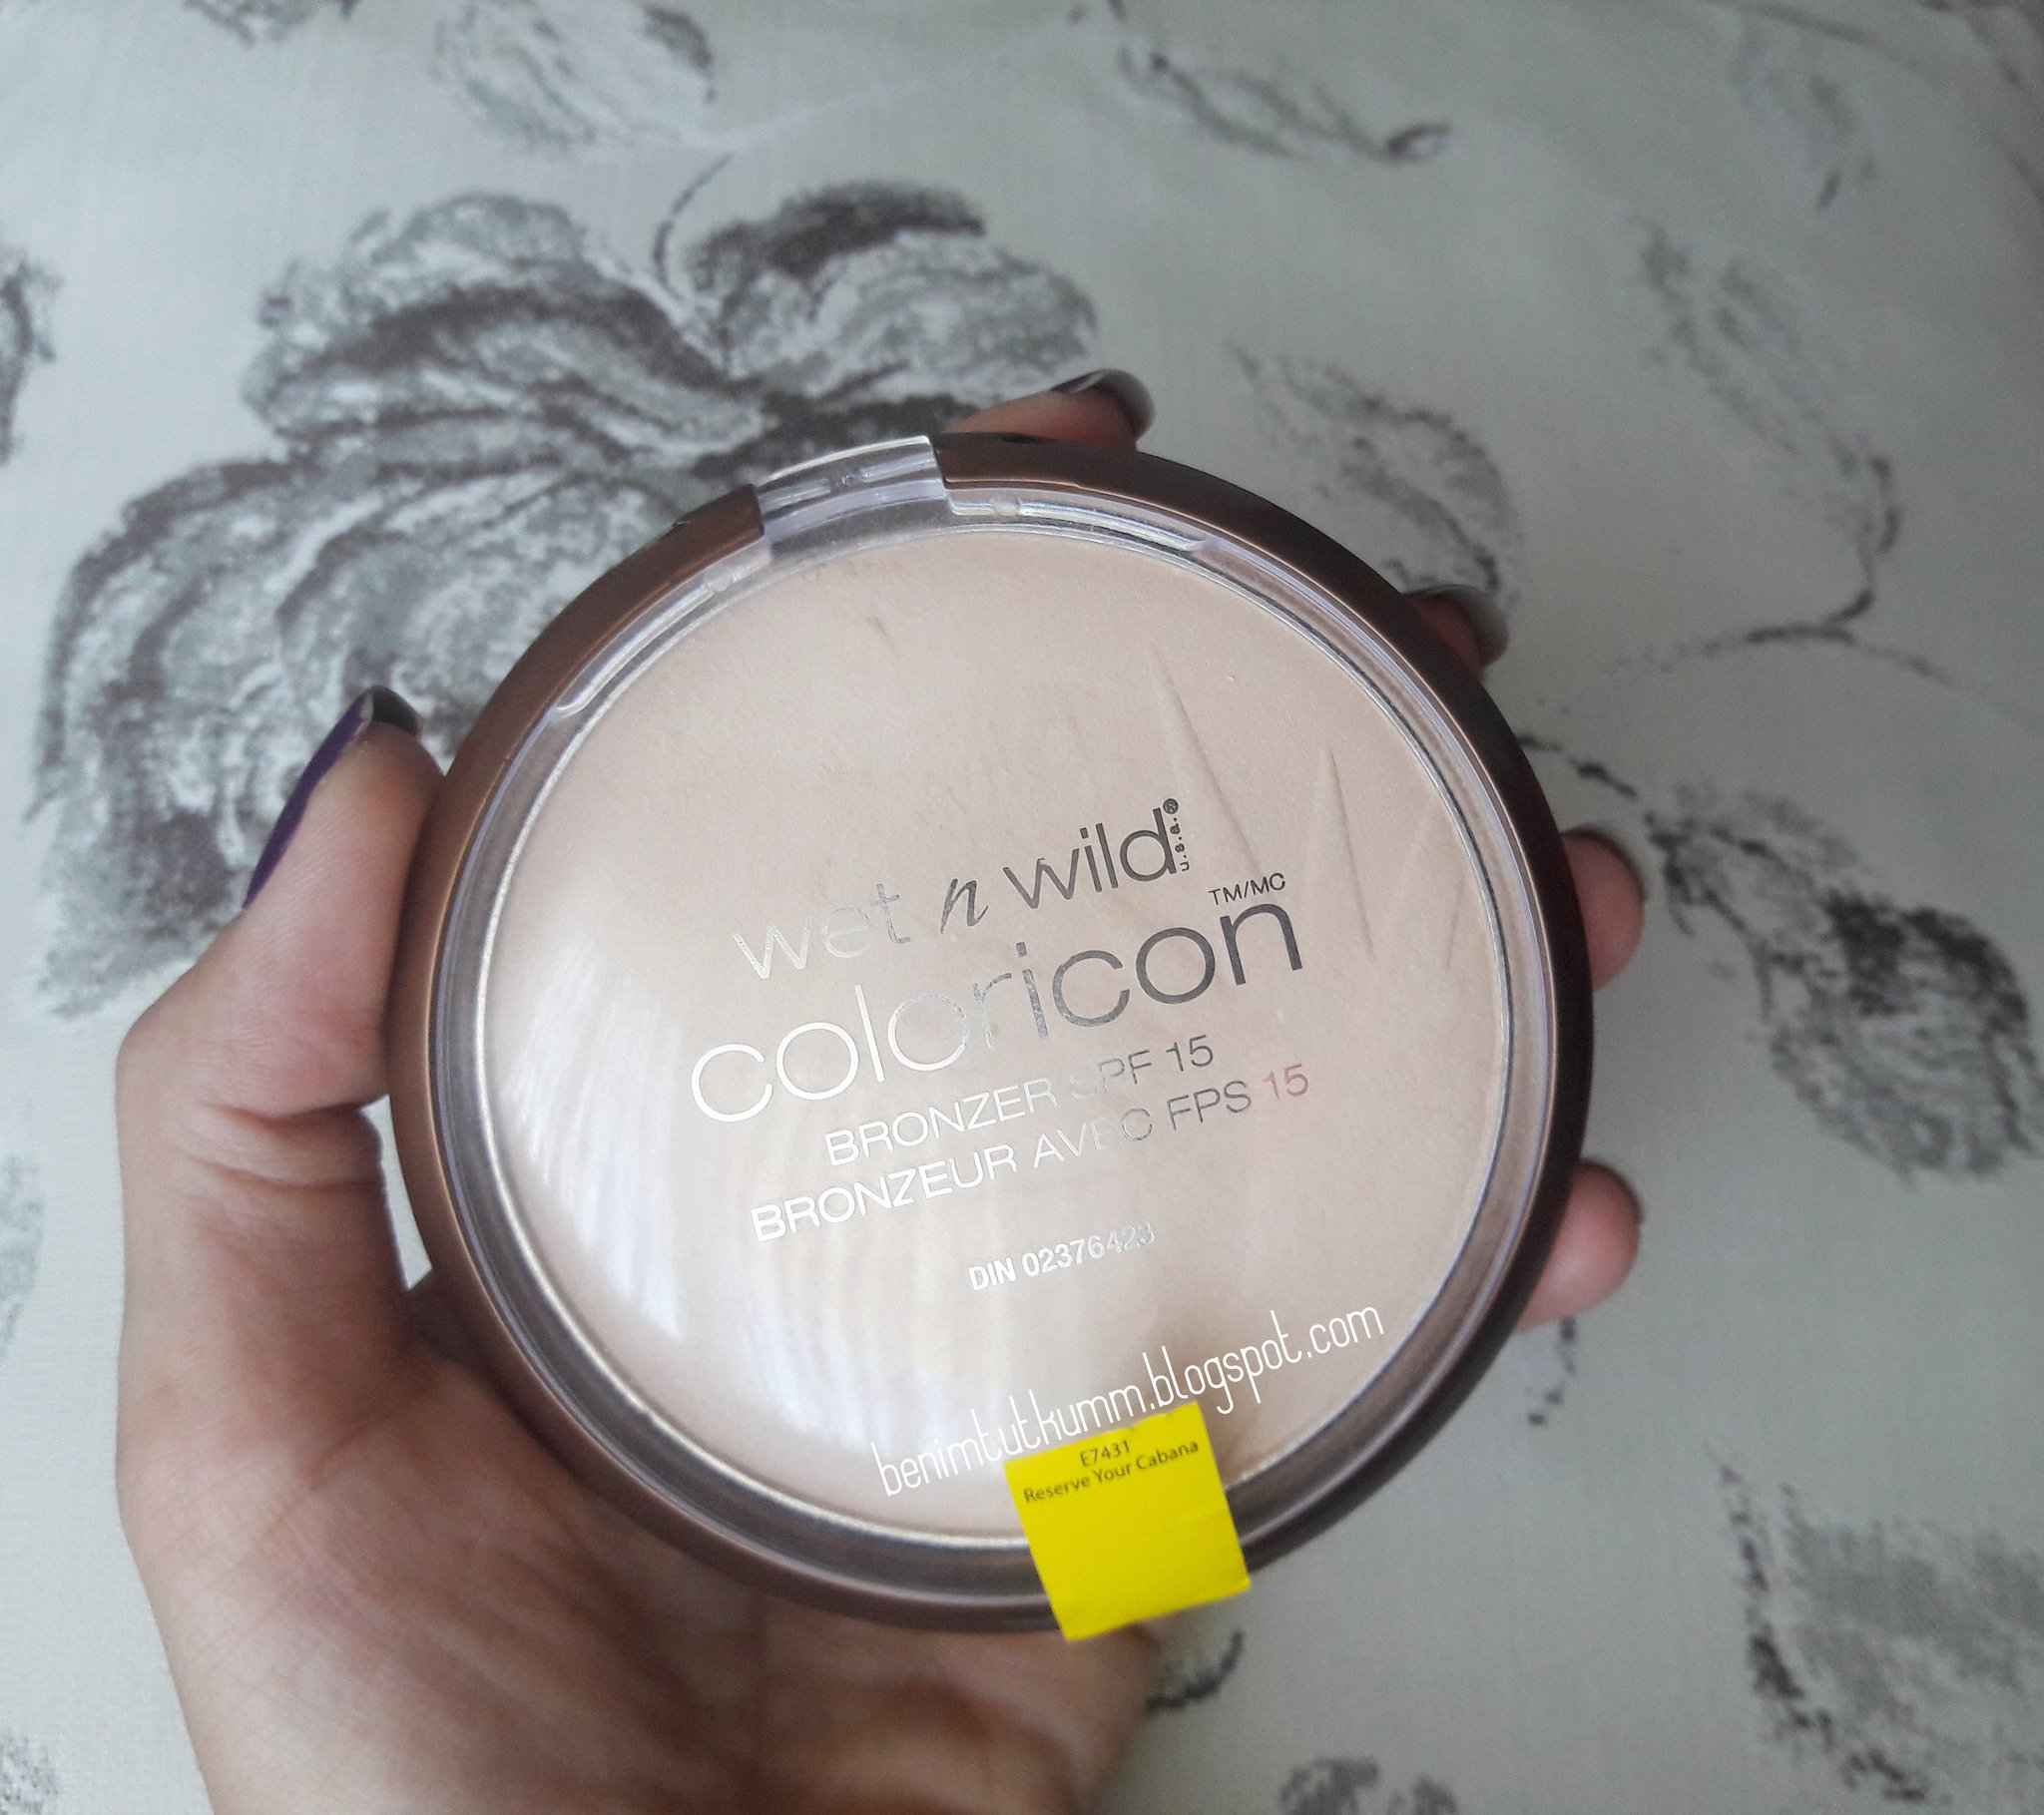 wet n wild u.s.a.®
TM/MC
coloricon
BRONZER SPF 15
BRONZEUR AVEC FPS 15
DIN 02376423
benimtutkumm.blogspot.com
E7431
Reserve Your Cabana